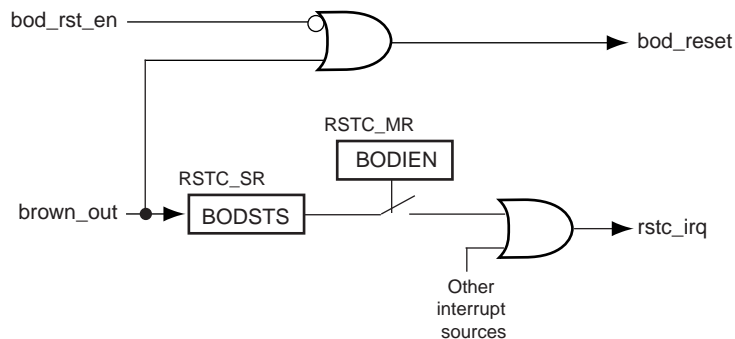 bod_rst_en
bod_reset
RSTC_MR
BODIEN
RSTC_SR
brown_out
BODSTS
rstc_irq
Other
interrupt
sources